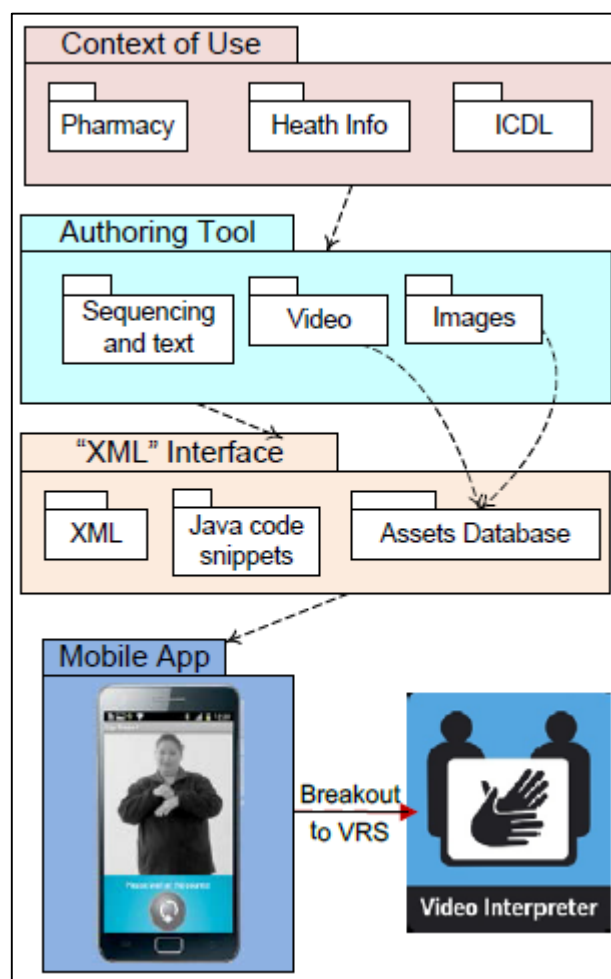 Context of Use
Pharmacy
Heath Info
ICDL
Authoring Tool
Sequencing
and text
Video
Images
“XML” Interface
XML
Java code
snippets
Assets Database
Mobile App
Breakout
to VRS
Video Interpreter